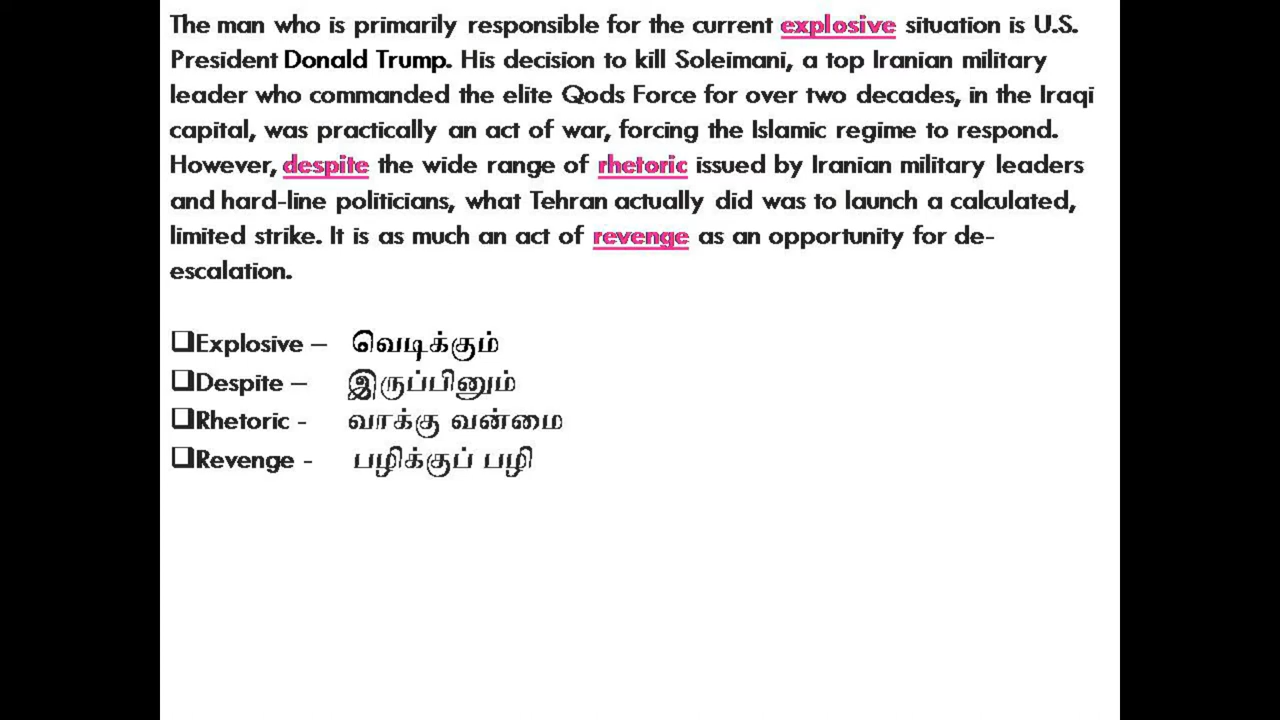 The man who is primarily responsible for the current explosive situation is U.S.
President Donald Trump. His decision to kill Soleimani, a top Iranian military
leader who commanded the elite Qods Force for over two decades, in the Iraqi
capital, was practically an act of war, forcing the Islamic regime to respond.
However, despite the wide range of rhetoric issued by Iranian military leaders
and hard-line politicians, what Tehran actually did was to launch a calculated,
limited strike. It is as much an act of revenge as an opportunity for de-
escalation.
❑Explosive – வெடிக்கும்
❑Despite – இருப்பினும்
❑Rhetoric - வாக்கு வன்மை
❑Revenge - பழிக்குப் பழி